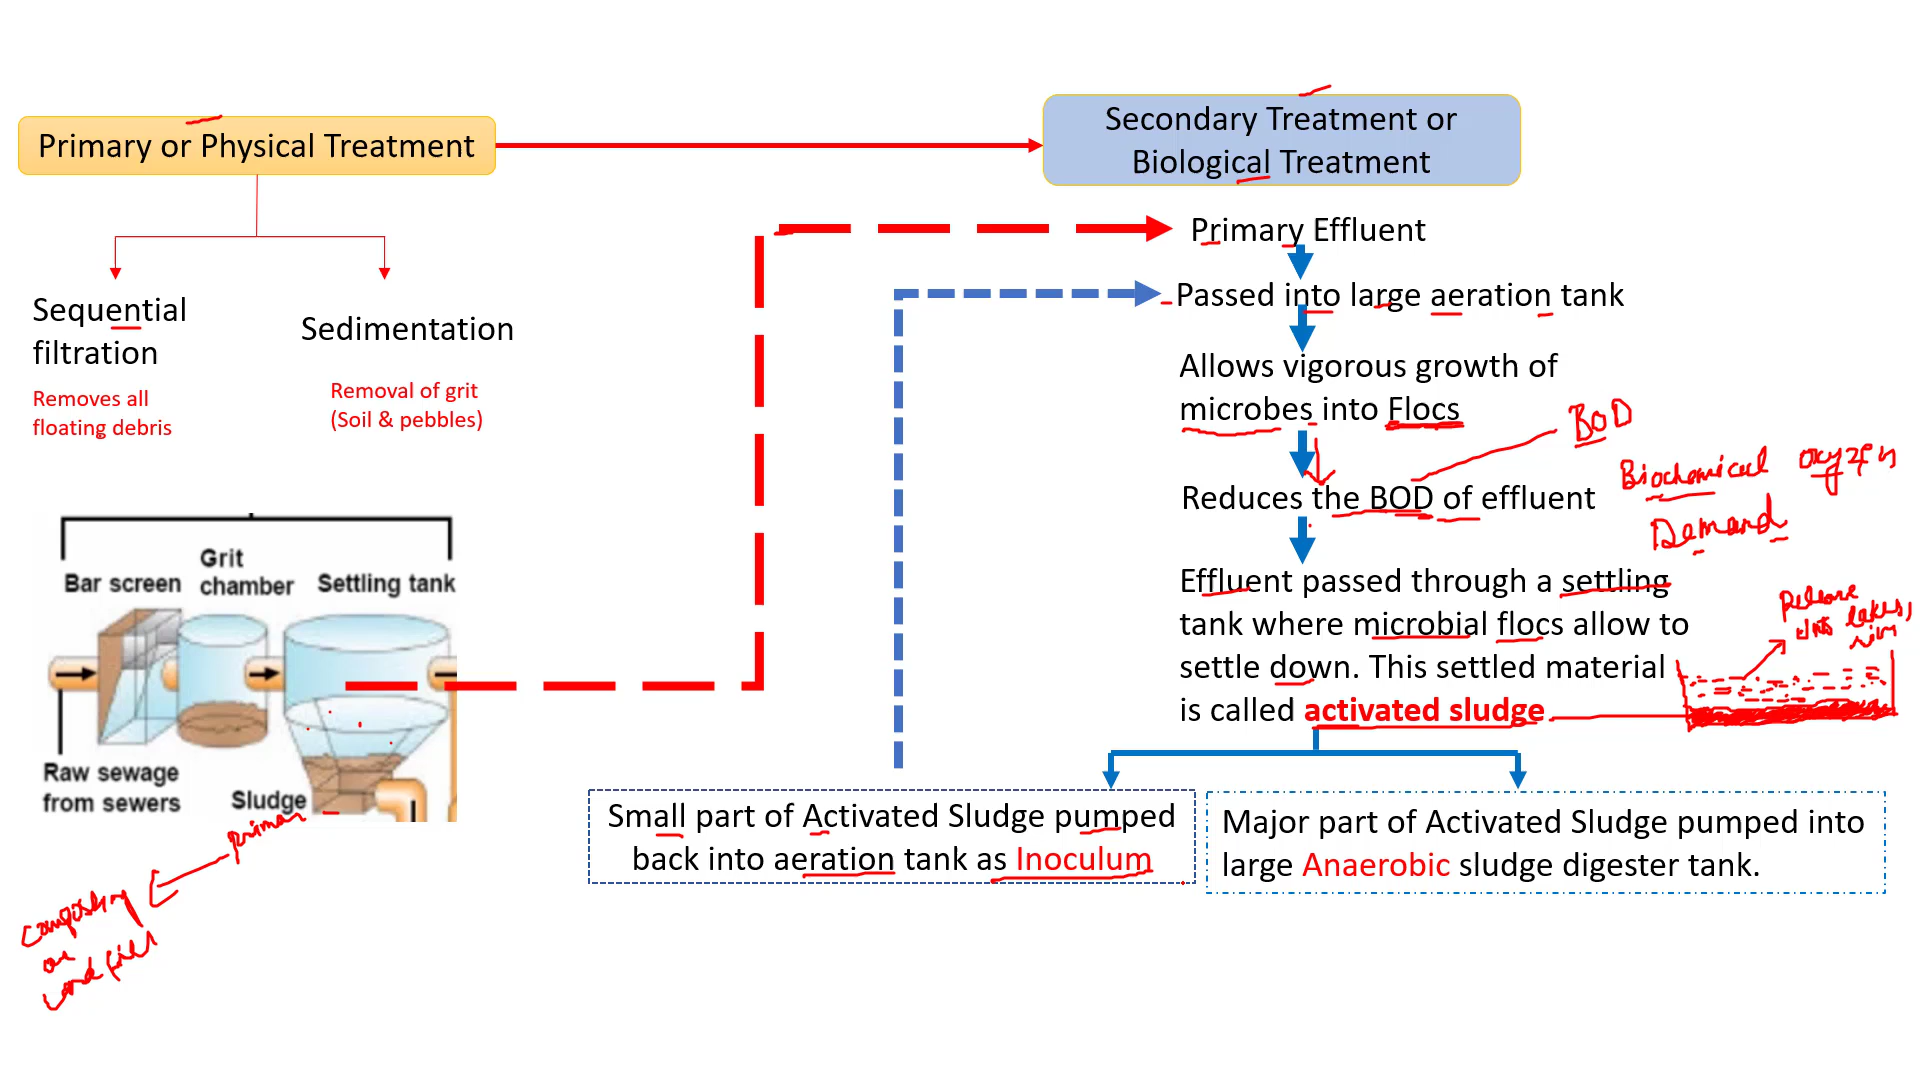 Primary or Physical Treatment
Sequential
filtration
Removes all
floating debris
Sedimentation
Removal of grit
(Soil & pebbles)
Bar screen
Grit
chamber
Settling tank
Raw sewage
from sewers
Sludge
Secondary Treatment or
Biological Treatment
Primary Effluent
Passed into large aeration tank
Allows vigorous growth of
microbes into Flocs
BOD
Biochemical oxygen
Demand
Reduces the BOD of effluent
Effluent passed through a settling
tank where microbial flocs allow to
settle down. This settled material
is called activated sludge
Release
lakes,
Small part of Activated Sludge pumped
back into aeration tank as Inoculum
Major part of Activated Sludge pumped into
large Anaerobic sludge digester tank.
composting
or
land fill